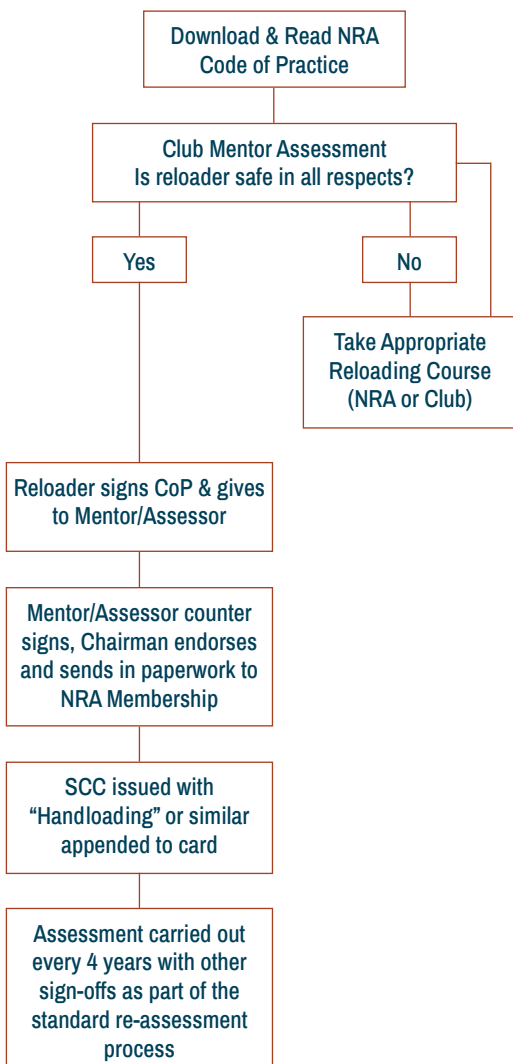 Download & Read NRA
Code of Practice
Club Mentor Assessment
Is reloader safe in all respects?
Yes
No
Take Appropriate
Reloading Course
(NRA or Club)
Reloader signs CoP & gives
to Mentor/Assessor
Mentor/Assessor counter
signs, Chairman endorses
and sends in paperwork to
NRA Membership
SCC issued with
“Handloading” or similar
appended to card
Assessment carried out
every 4 years with other
sign-offs as part of the
standard re-assessment
process